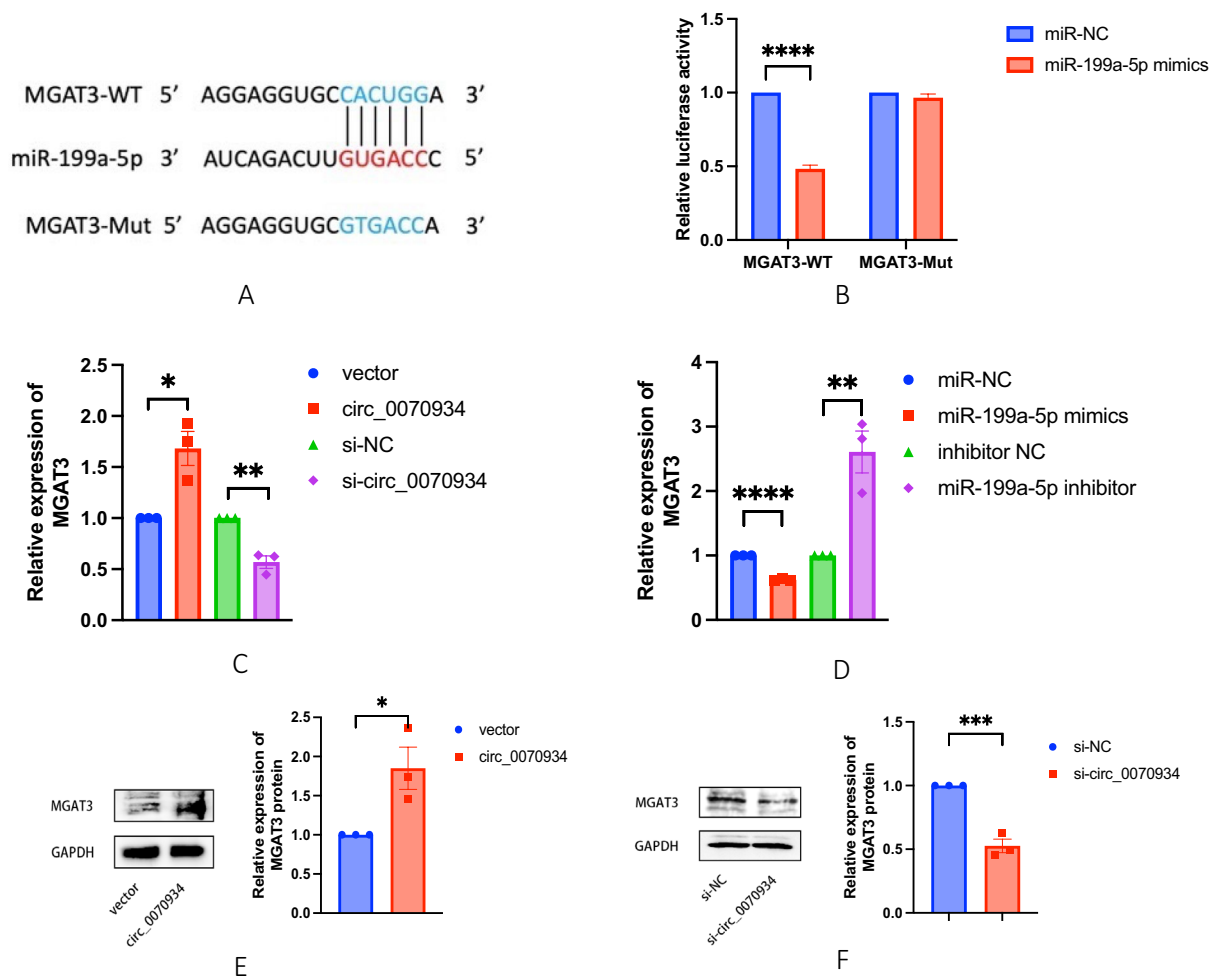 MGAT3-WT 5′ AGGAGGUGCCACUGGA 3′
miR-199a-5p 3′ AUCAGACUUGUGACCC 5′
MGAT3-Mut 5′ AGGAGGUGCGTGACCA 3′
A
Relative luciferase activity
1.5
1.0
0.5
0.0
****
MGAT3-WT
MGAT3-Mut
miR-NC
miR-199a-5p mimics
B
Relative expression of
MGAT3
2.5
2.0
1.5
1.0
0.5
0.0
*
**
vector
circ_0070934
si-NC
si-circ_0070934
C
Relative expression of
MGAT3
4
3
2
1
0
****
**
miR-NC
miR-199a-5p mimics
inhibitor NC
miR-199a-5p inhibitor
D
MGAT3
GAPDH
vector
circ_0070934
Relative expression of
MGAT3 protein
2.5
2.0
1.5
1.0
0.5
0.0
*
vector
circ_0070934
E
MGAT3
GAPDH
si-NC
si-circ_0070934
Relative expression of
MGAT3 protein
1.5
1.0
0.5
0.0
***
si-NC
si-circ_0070934
F